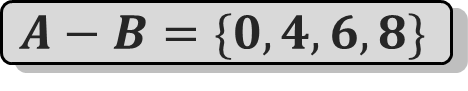 A − B = {0, 4, 6, 8}